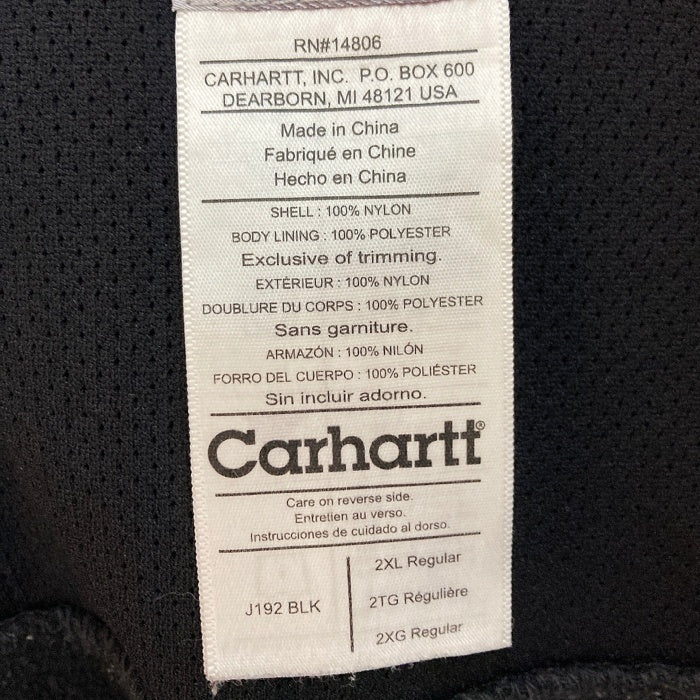 RN#14806
CARHARTT, INC. P.O. BOX 600
DEARBORN, MI 48121 USA
Made in China
Fabriqué en Chine
Hecho en China
SHELL : 100% NYLON
BODY LINING : 100% POLYESTER
Exclusive of trimming.
EXTÉRIEUR : 100% NYLON
DOUBLURE DU CORPS : 100% POLYESTER
Sans garniture.
ARMAZÓN : 100% NILÓN
FORRO DEL CUERPO : 100% POLIÉSTER
Sin incluir adorno.
Carhartt®
Care on reverse side.
Entretien au verso.
Instrucciones de cuidado al dorso.
J192 BLK
2XL Regular
2TG Régulière
2XG Regular